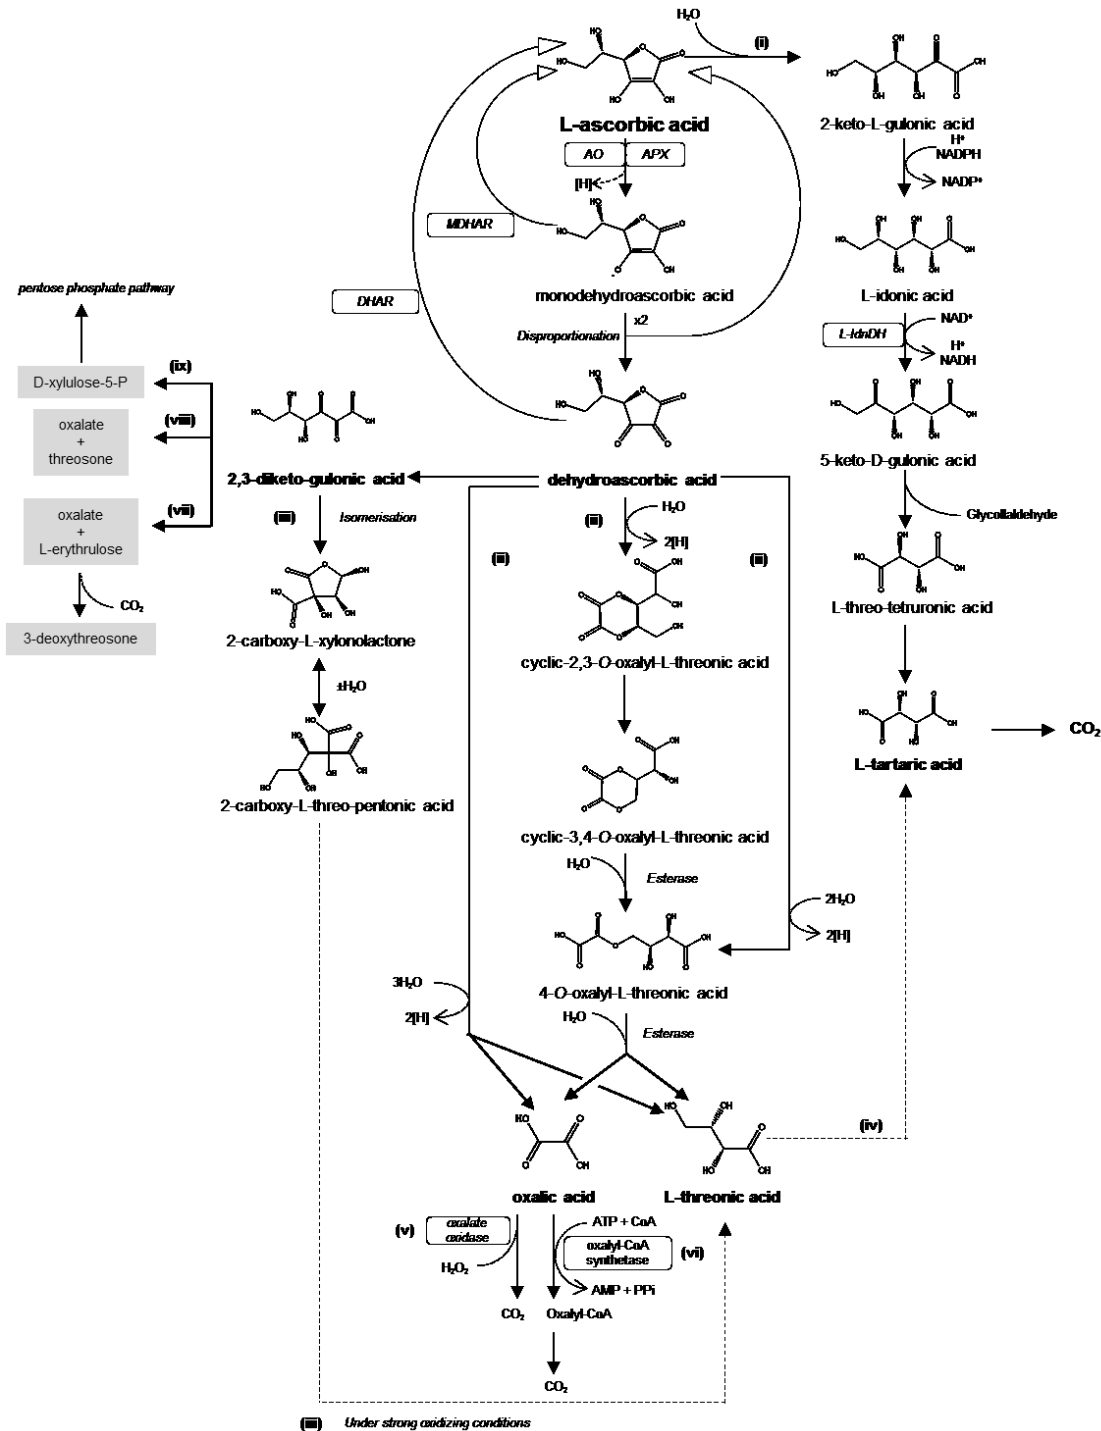 H₂O
(i)
L-ascorbic acid
2-keto-L-gulonic acid
AO
APX
[H]
H⁺
NADPH
NADP⁺
MDHAR
monodehydroascorbic acid
L-idonic acid
pentose phosphate pathway
DHAR
x2
Disproportionation
L-IdnDH
NAD⁺
H⁺
NADH
(ix)
D-xylulose-5-P
(viii)
oxalate
+
threosone
2,3-diketo-gulonic acid
dehydroascorbic acid
5-keto-D-gulonic acid
(vii)
oxalate
+
L-erythrulose
(iii)
Isomerisation
(ii)
H₂O
2[H]
(ii)
(ii)
Glycollaldehyde
CO₂
3-deoxythreosone
2-carboxy-L-xylonolactone
cyclic-2,3-O-oxalyl-L-threonic acid
L-threo-tetruronic acid
±H₂O
CO₂
L-tartaric acid
2-carboxy-L-threo-pentonic acid
cyclic-3,4-O-oxalyl-L-threonic acid
H₂O
Esterase
2H₂O
2[H]
4-O-oxalyl-L-threonic acid
3H₂O
2[H]
H₂O
Esterase
(iv)
oxalic acid
L-threonic acid
(v)
oxalate
oxidase
H₂O₂
ATP + CoA
oxalyl-CoA
synthetase
(vi)
AMP + PPi
CO₂
Oxalyl-CoA
CO₂
(iii) Under strong oxidizing conditions